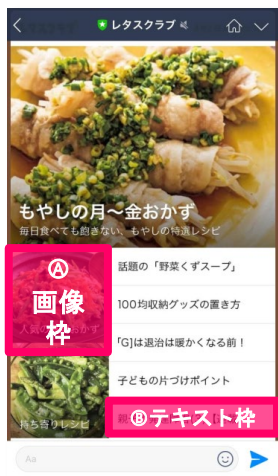 レタスクラブ
もやしの月〜金おかず
毎日食べても飽きない、もやしの特選レシピ
Ⓐ
画像
枠
話題の「野菜くずスープ」
100均収納グッズの置き方
「G」は退治は暖かくなる前!
子どもの片づけポイント
Ⓑテキスト枠
持ち寄りレシピ
Aa